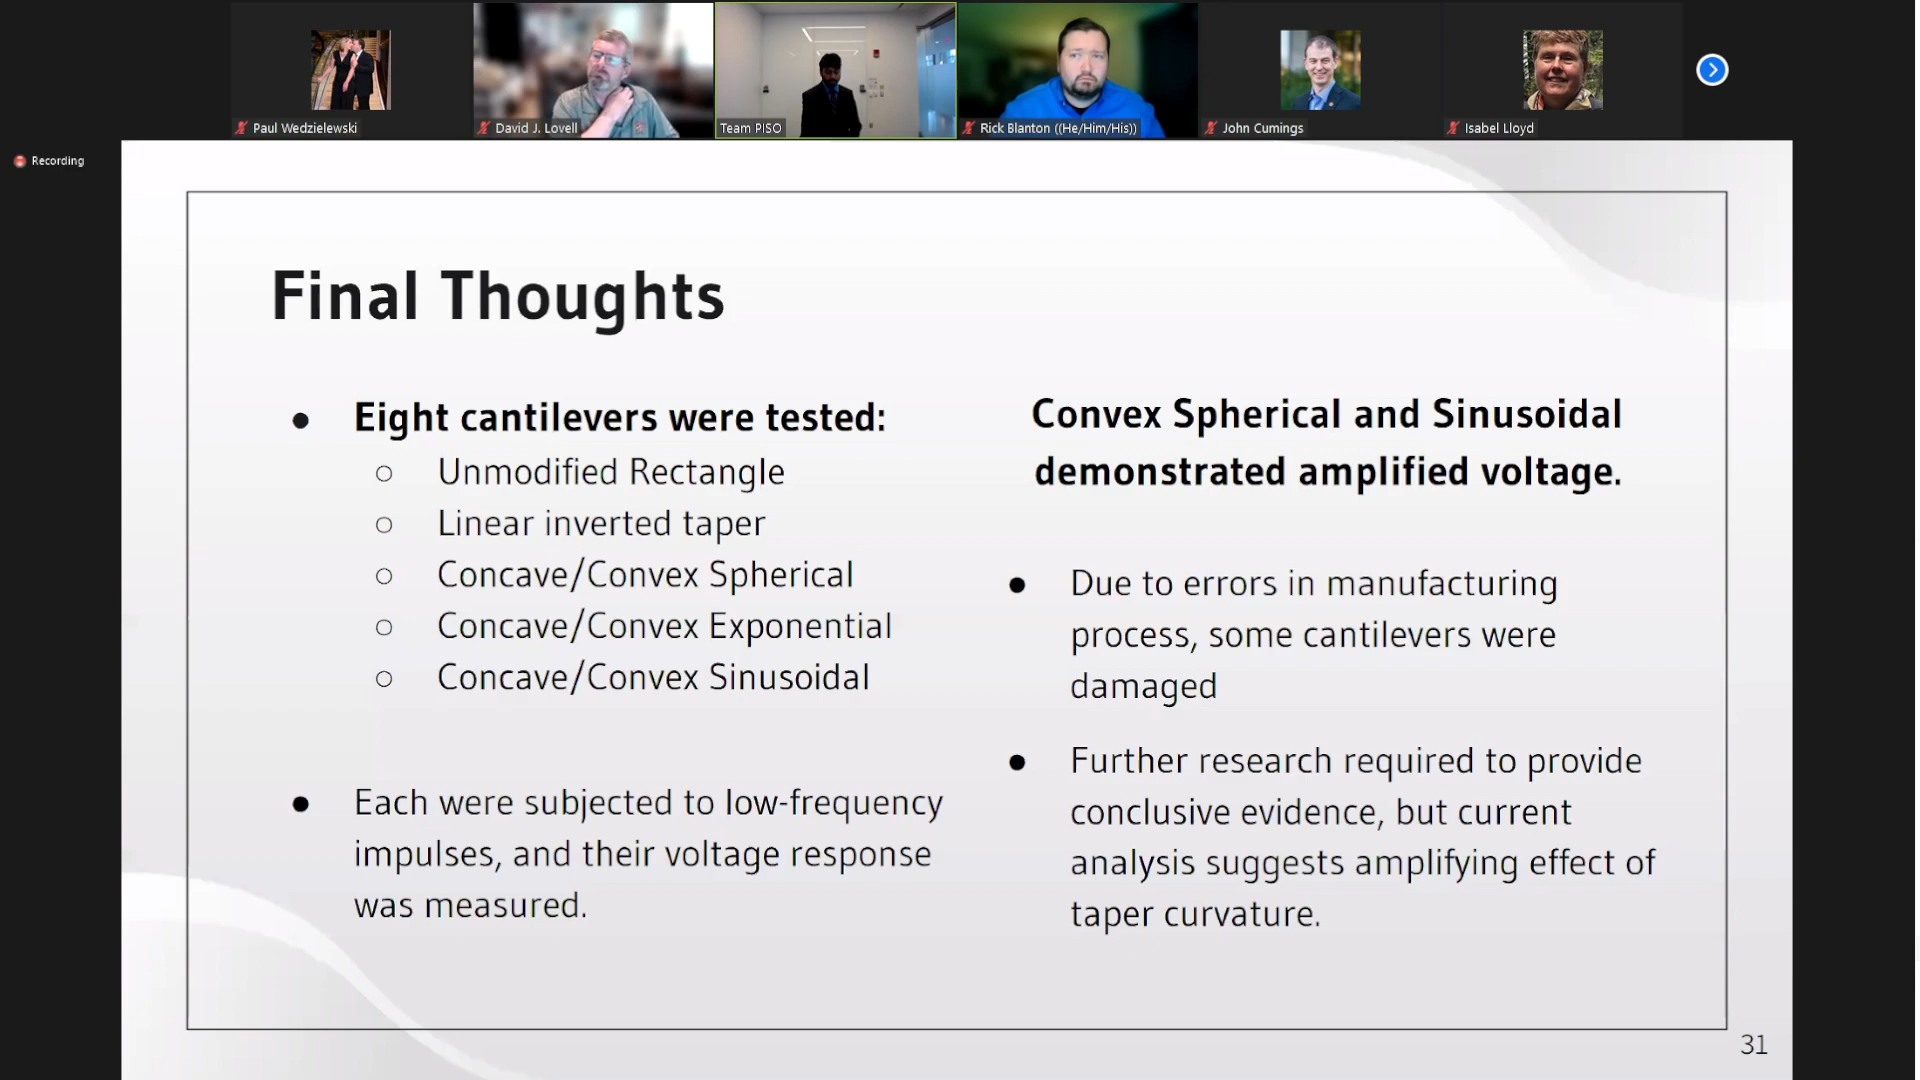 Paul Wedzielewski
David J. Lovell
Team PISO
Rick Blanton ((He/Him/His))
John Cumings
Isabel Lloyd
Recording
Final Thoughts
● Eight cantilevers were tested:
○ Unmodified Rectangle
○ Linear inverted taper
○ Concave/Convex Spherical
○ Concave/Convex Exponential
○ Concave/Convex Sinusoidal
● Each were subjected to low-frequency
impulses, and their voltage response
was measured.
Convex Spherical and Sinusoidal
demonstrated amplified voltage.
● Due to errors in manufacturing
process, some cantilevers were
damaged
● Further research required to provide
conclusive evidence, but current
analysis suggests amplifying effect of
taper curvature.
31